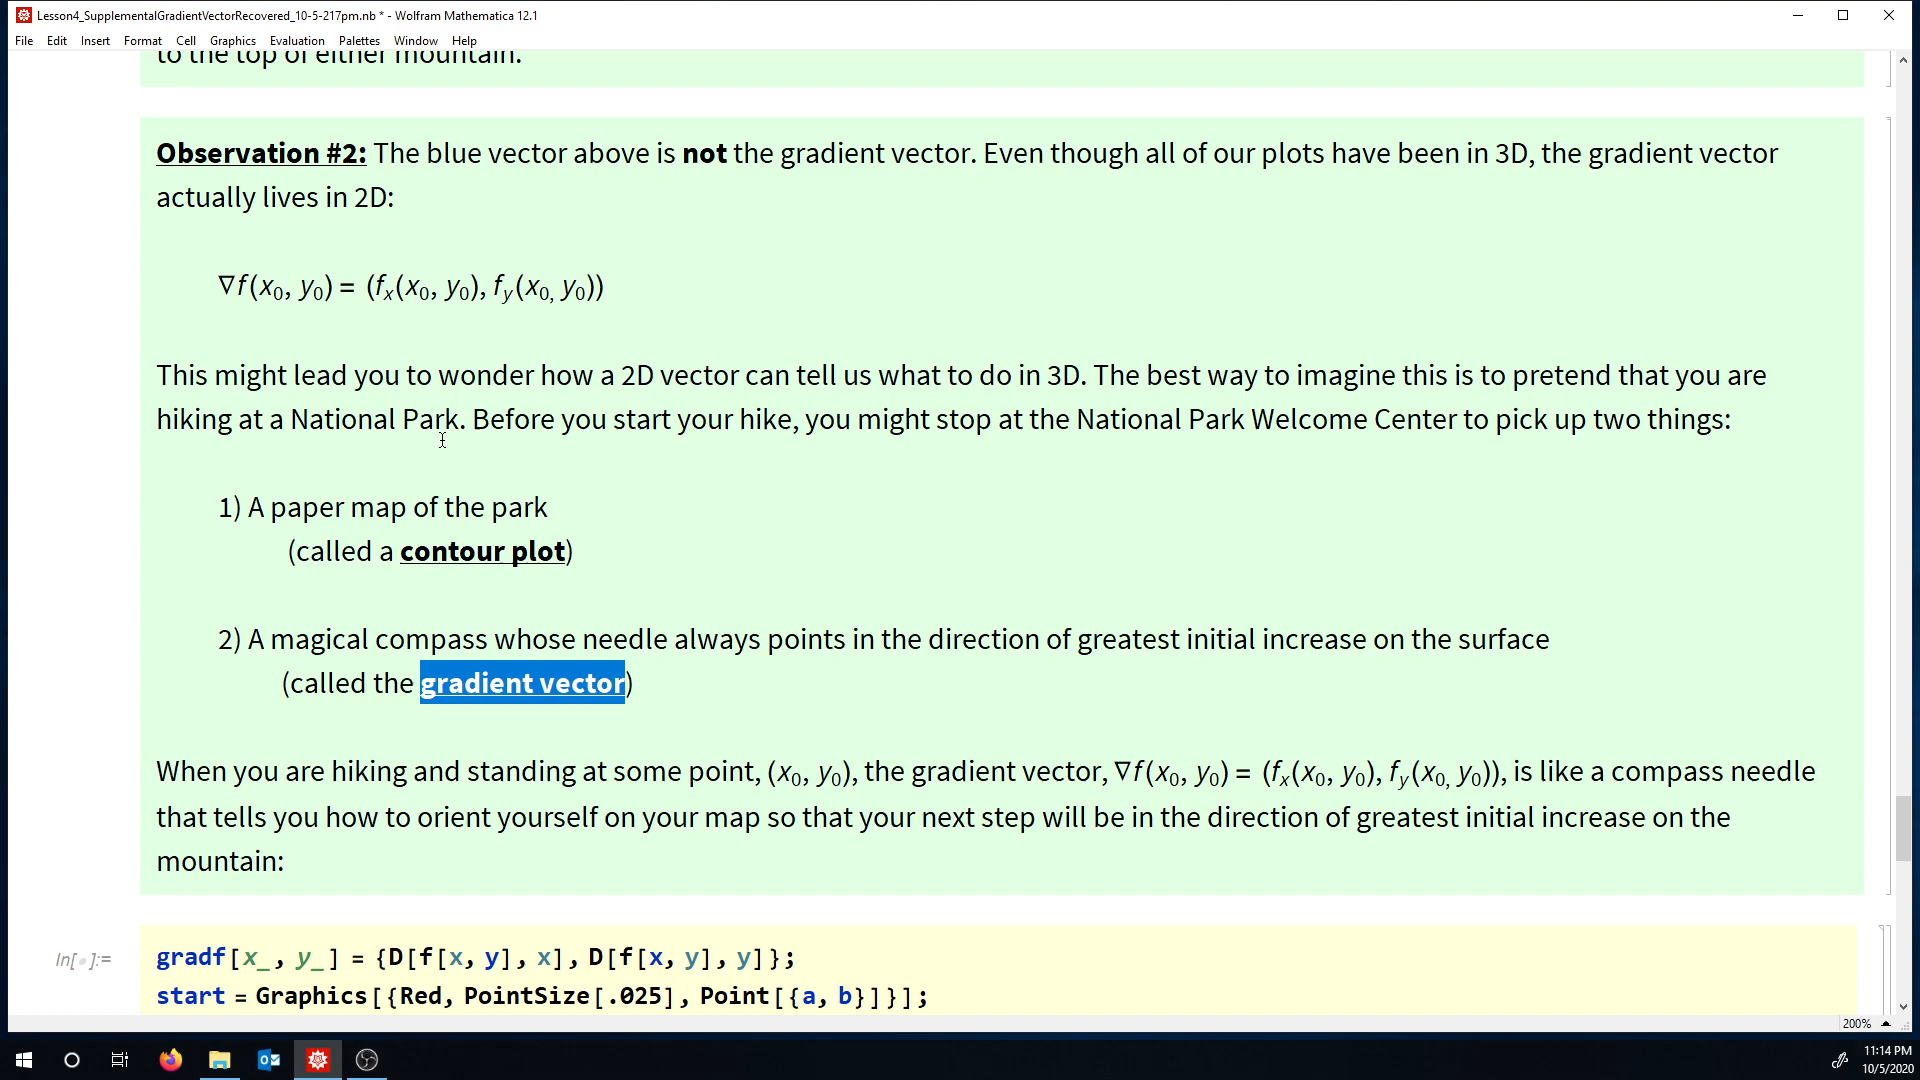 Lesson4_SupplementalGradientVectorRecovered_10-5-217pm.nb * - Wolfram Mathematica 12.1
File Edit Insert Format Cell Graphics Evaluation Palettes Window Help
to the top of either mountain.
Observation #2: The blue vector above is not the gradient vector. Even though all of our plots have been in 3D, the gradient vector
actually lives in 2D:
∇f(x₀, y₀) = (fₓ(x₀, y₀), f_y(x₀, y₀))
This might lead you to wonder how a 2D vector can tell us what to do in 3D. The best way to imagine this is to pretend that you are
hiking at a National Park. Before you start your hike, you might stop at the National Park Welcome Center to pick up two things:
1) A paper map of the park
(called a contour plot)
2) A magical compass whose needle always points in the direction of greatest initial increase on the surface
(called the gradient vector)
When you are hiking and standing at some point, (x₀, y₀), the gradient vector, ∇f(x₀, y₀) = (fₓ(x₀, y₀), f_y(x₀, y₀)), is like a compass needle
that tells you how to orient yourself on your map so that your next step will be in the direction of greatest initial increase on the
mountain:
In[ ]:= gradf[x_, y_] = {D[f[x, y], x], D[f[x, y], y]};
start = Graphics[{Red, PointSize[.025], Point[{a, b}]}];
200%
11:14 PM
10/5/2020